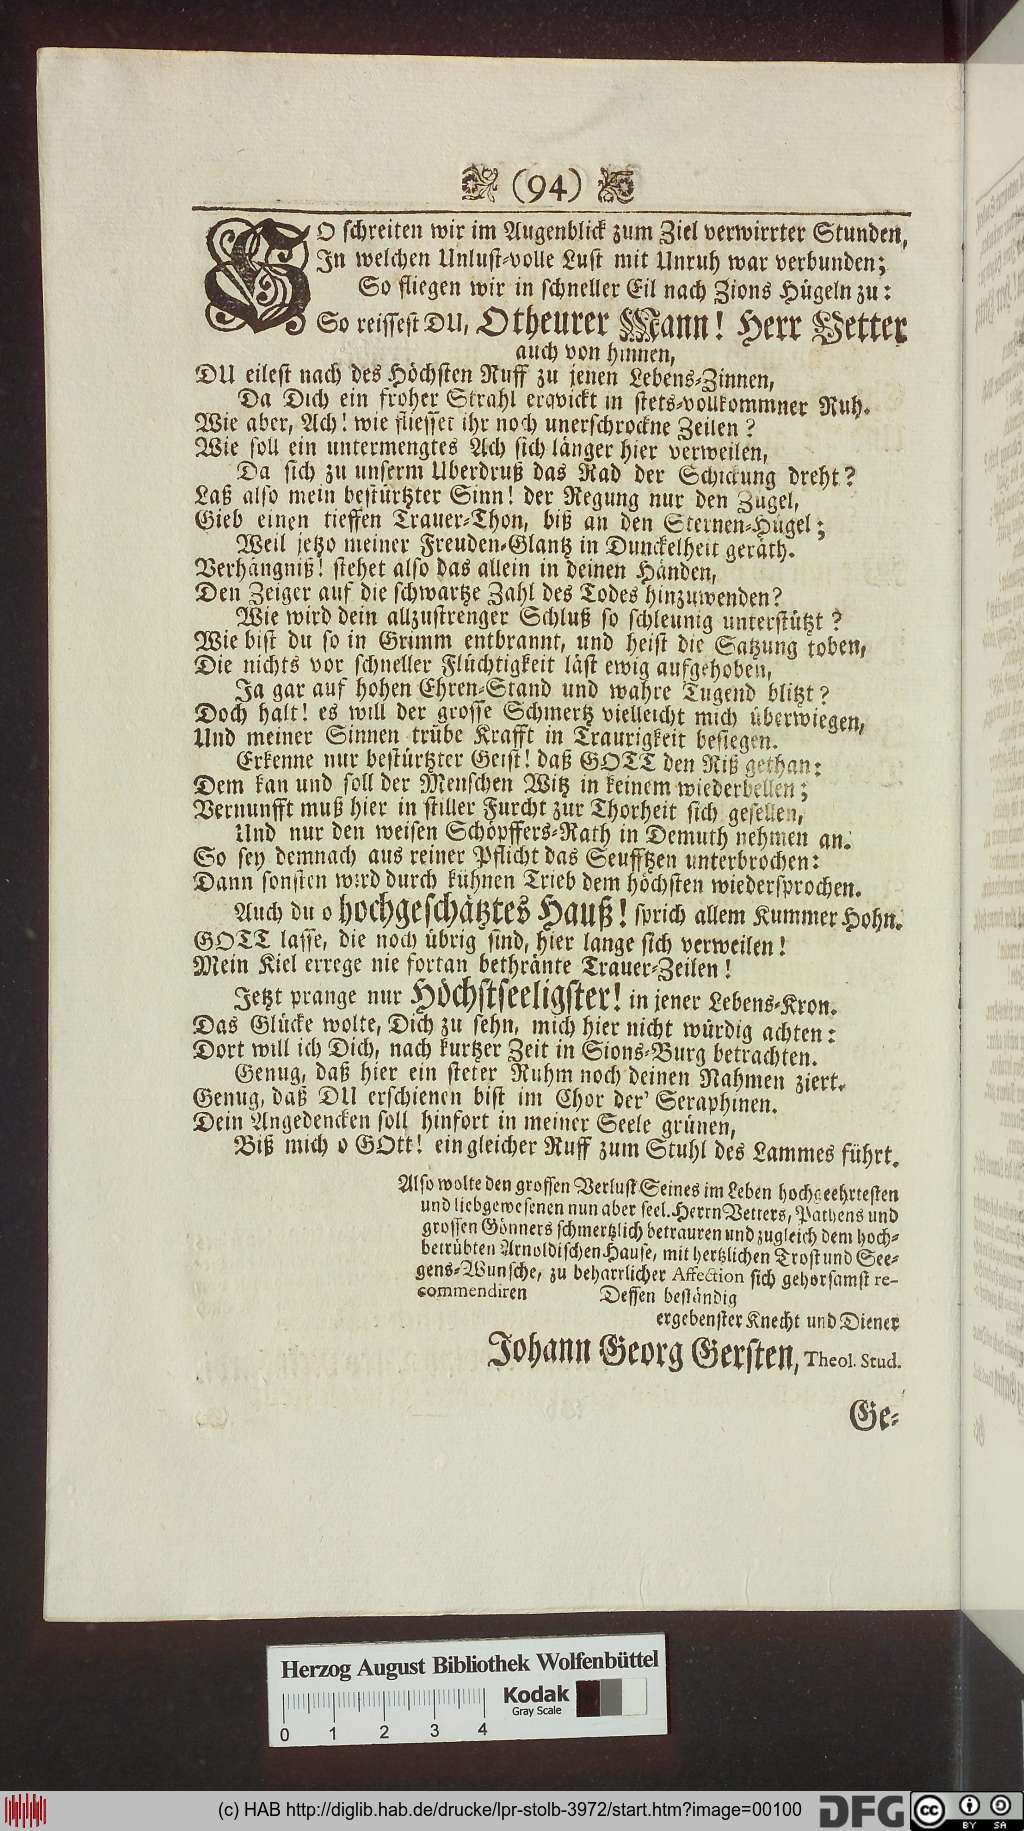 (94)
SO schreiten wir im Augenblick zum Ziel verwirrter Stunden,
In welchen Unlust-volle Lust mit Unruh war verbunden;
So fliegen wir in schneller Eil nach Zions Hügeln zu:
So reissest DU, O theurer Mann! Herr Vetter
auch von hinnen,
DU eilest nach des Höchsten Ruff zu jenen Lebens-Zinnen,
Da Dich ein froher Strahl erqvickt in stets-vollkommner Ruh.
Wie aber, Ach! wie fliesset ihr noch unerschrockne Zeilen?
Wie soll ein untermengtes Ach sich länger hier verweilen,
Da sich zu unserm Uberdruß das Rad der Schickung dreht?
Laß also mein bestürtzter Sinn! der Regung nur den Zügel,
Gieb einen tieffen Trauer-Thon, biß an den Sternen-Hügel;
Weil jetzo meiner Freuden-Glantz in Dunckelheit geräth.
Verhängniß! stehet also das allein in deinen Händen,
Den Zeiger auf die schwartze Zahl des Todes hinzuwenden?
Wie wird dein allzustrenger Schluß so schleunig unterstützt?
Wie bist du so in Grimm entbrannt, und heist die Satzung toben,
Die nichts vor schneller Flüchtigkeit läst ewig aufgehoben,
Ja gar auf hohen Ehren-Stand und wahre Tugend blitzt?
Doch halt! es will der grosse Schmertz vielleicht mich überwiegen,
Und meiner Sinnen trübe Krafft in Traurigkeit besiegen.
Erkenne nur bestürtzter Geist! daß GOTT den Riß gethan:
Dem kan und soll der Menschen Witz in keinem wiederbellen;
Vernunfft muß hier in stiller Furcht zur Thorheit sich gesellen,
Und nur den weisen Schöpffers-Rath in Demuth nehmen an.
So sey demnach aus reiner Pflicht das Seufftzen unterbrochen:
Dann sonsten wird durch kühnen Trieb dem höchsten wiedersprochen.
Auch du o hochgeschätztes Hauß! sprich allem Kummer Hohn.
GOTT lasse, die noch übrig sind, hier lange sich verweilen!
Mein Kiel errege nie fortan bethränte Trauer-Zeilen!
Jetzt prange nur Höchstseeligster! in jener Lebens-Kron.
Das Glücke wolte, Dich zu sehn, mich hier nicht würdig achten:
Dort will ich Dich, nach kurtzer Zeit in Sions-Burg betrachten.
Genug, daß hier ein steter Ruhm noch deinen Nahmen ziert.
Genug, daß DU erschienen bist im Chor der Seraphinen.
Dein Angedencken soll hinfort in meiner Seele grünen,
Biß mich o GOtt! ein gleicher Ruff zum Stuhl des Lammes führt.
Also wolte den grossen Verlust Seines im Leben hochgeehrtesten
und liebgewesenen nun aber seel. Herrn Vetters, Pathens und
grossen Gönners schmertzlich betrauren und zugleich dem hoch-
betrübten Arnoldischen Hause, mit hertzlichen Trost und See-
gens-Wunsche, zu beharrlicher Affection sich gehorsamst re-
commendiren Dessen beständig
ergebenster Knecht und Diener
Johann Georg Gersten, Theol. Stud.
Ge-
Herzog August Bibliothek Wolfenbüttel
Kodak
Gray Scale
0 1 2 3 4
(c) HAB http://diglib.hab.de/drucke/lpr-stolb-3972/start.htm?image=00100
DFG
cc BY SA